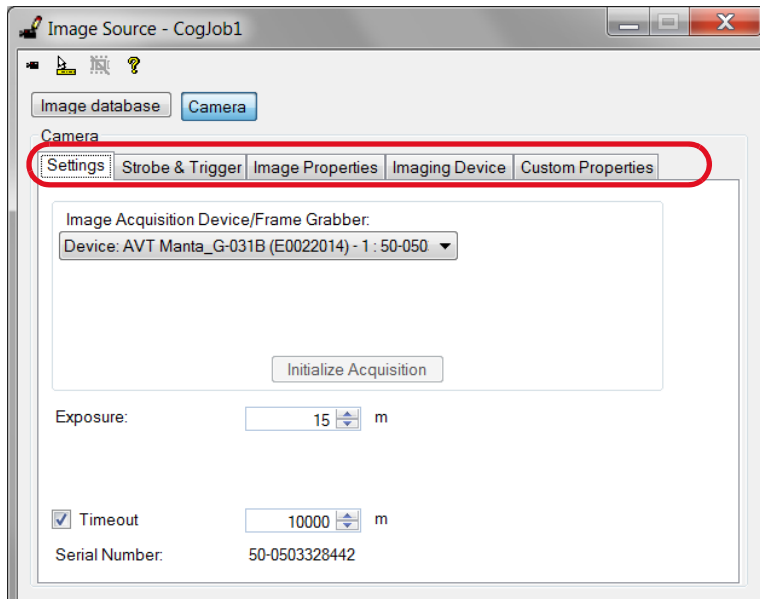 Image Source - CogJob1
Image database Camera
Camera
Settings Strobe & Trigger Image Properties Imaging Device Custom Properties
Image Acquisition Device/Frame Grabber:
Device: AVT Manta_G-031B (E0022014) - 1 : 50-050
Initialize Acquisition
Exposure: 15 m
Timeout 10000 m
Serial Number: 50-0503328442